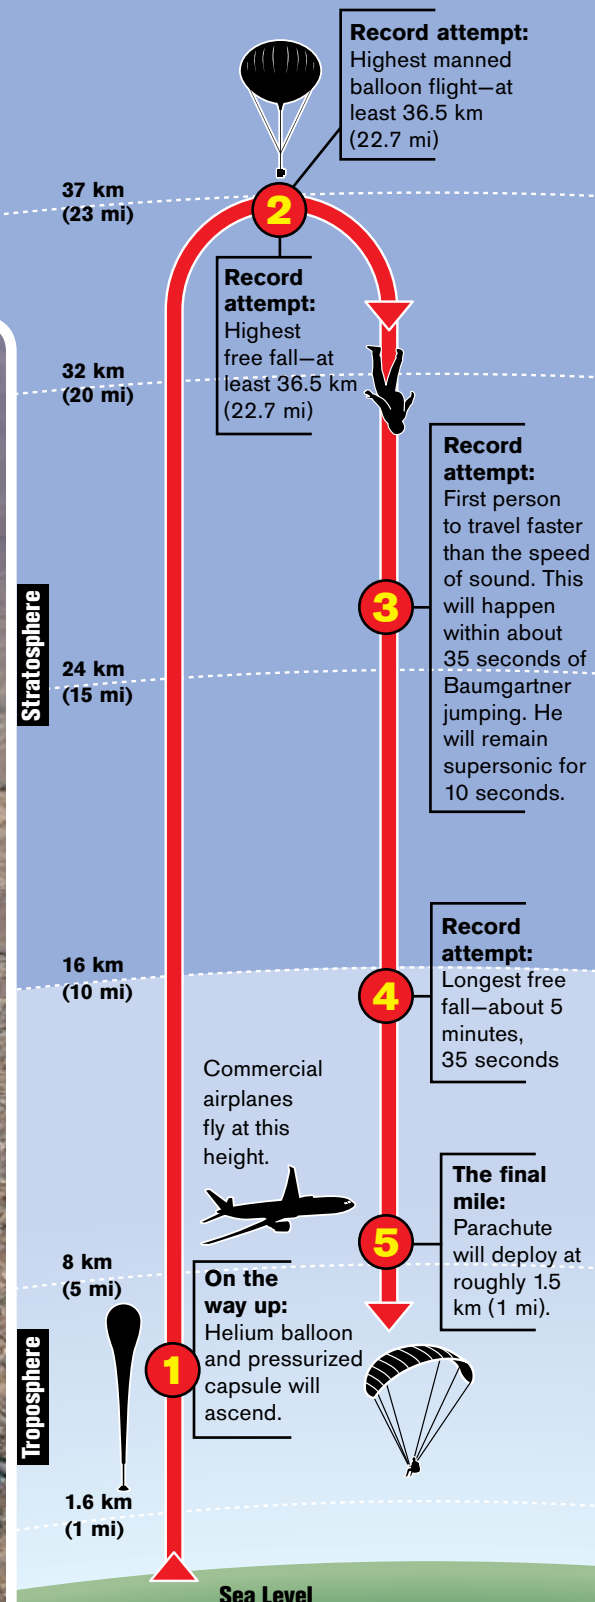 Record attempt:
Highest manned
balloon flight—at
least 36.5 km
(22.7 mi)
37 km
(23 mi)
2
Record
attempt:
Highest
free fall—at
least 36.5 km
(22.7 mi)
32 km
(20 mi)
Record
attempt:
First person
to travel faster
than the speed
of sound. This
will happen
within about
35 seconds of
Baumgartner
jumping. He
will remain
supersonic for
10 seconds.
3
Stratosphere
24 km
(15 mi)
16 km
(10 mi)
Record
attempt:
Longest free
fall—about 5
minutes,
35 seconds
4
Commercial
airplanes
fly at this
height.
The final
mile:
Parachute
will deploy at
roughly 1.5
km (1 mi).
5
8 km
(5 mi)
On the
way up:
Helium balloon
and pressurized
capsule will
ascend.
1
Troposphere
1.6 km
(1 mi)
Sea Level